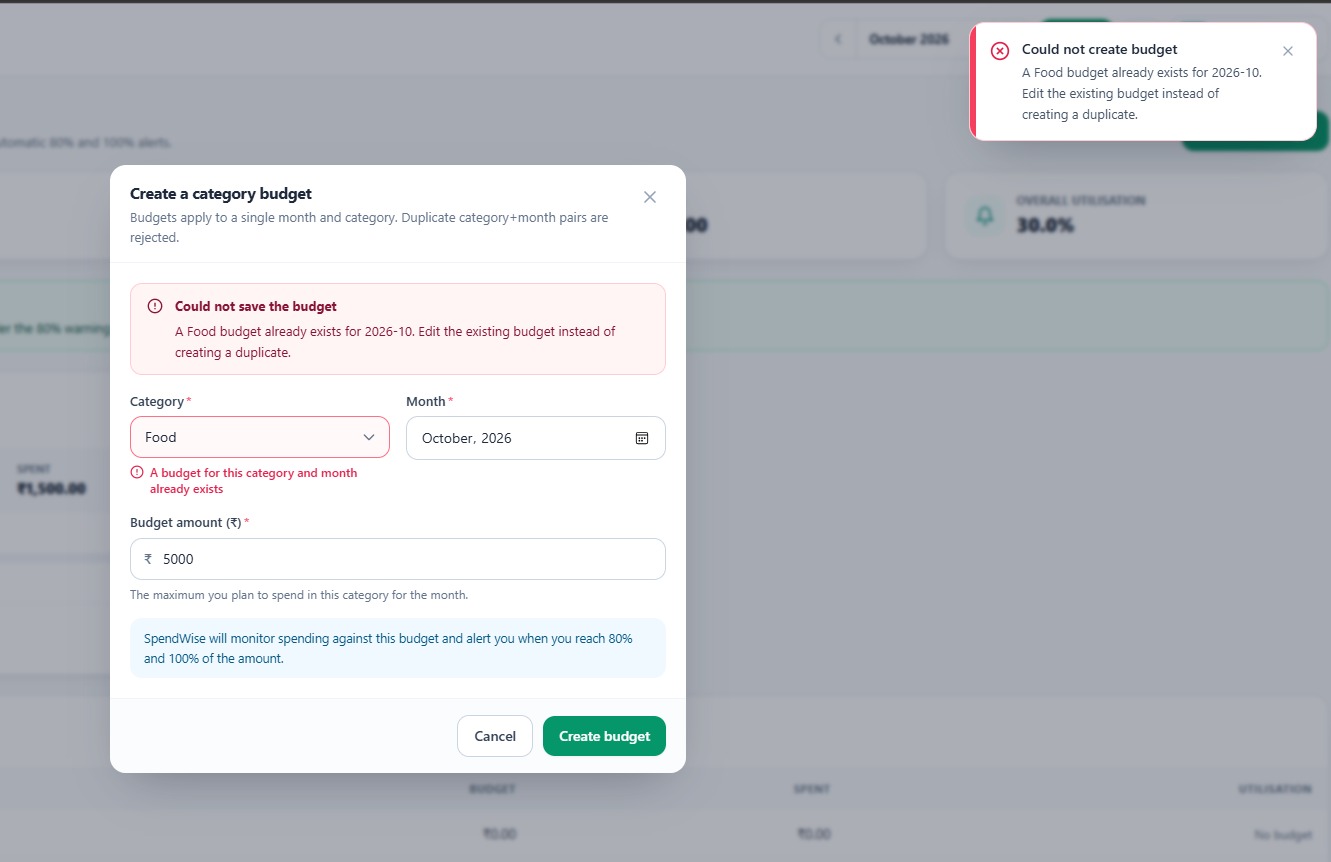 October 2026
Could not create budget
A Food budget already exists for 2026-10.
Edit the existing budget instead of
creating a duplicate.
automatic 80% and 100% alerts.
Create a category budget
Budgets apply to a single month and category. Duplicate category+month pairs are
rejected.
OVERALL UTILISATION
30.0%
the 80% warning
Could not save the budget
A Food budget already exists for 2026-10. Edit the existing budget instead of
creating a duplicate.
Category *
Month *
Food
October, 2026
A budget for this category and month
already exists
SPENT
₹1,500.00
Budget amount (₹) *
₹ 5000
The maximum you plan to spend in this category for the month.
SpendWise will monitor spending against this budget and alert you when you reach 80%
and 100% of the amount.
Cancel
Create budget
BUDGET
SPENT
UTILISATION
₹0.00
₹0.00
No budget